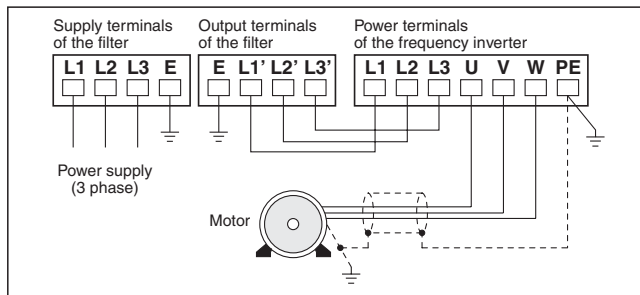 Supply terminals
of the filter
Output terminals
of the filter
Power terminals
of the frequency inverter
L1 L2 L3 E
E L1’ L2’ L3’
L1 L2 L3 U V W PE
Power supply
(3 phase)
Motor